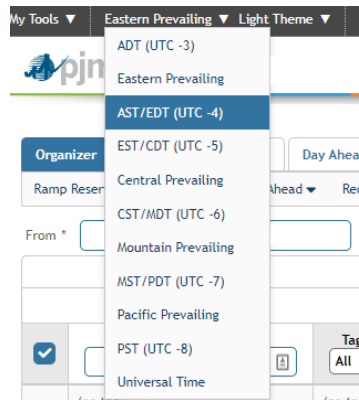 My Tools ▼ Eastern Prevailing ▼ Light Theme ▼
pjm
ADT (UTC -3)
Eastern Prevailing
AST/EDT (UTC -4)
EST/CDT (UTC -5)
Central Prevailing
CST/MDT (UTC -6)
Mountain Prevailing
MST/PDT (UTC -7)
Pacific Prevailing
PST (UTC -8)
Universal Time
Organizer Day Ahea
Ramp Reser Ahead ▼ Re
From *
Tag
All